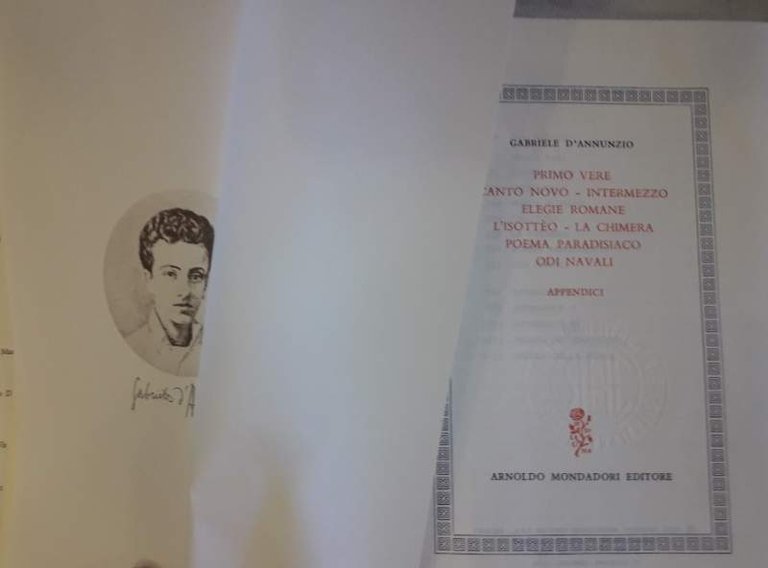 Gabriele d'A
GABRIELE D'ANNUNZIO
PRIMO VERE
CANTO NOVO - INTERMEZZO
ELEGIE ROMANE
L'ISOTTÈO - LA CHIMERA
POEMA PARADISIACO
ODI NAVALI
APPENDICI
ARNOLDO MONDADORI EDITORE